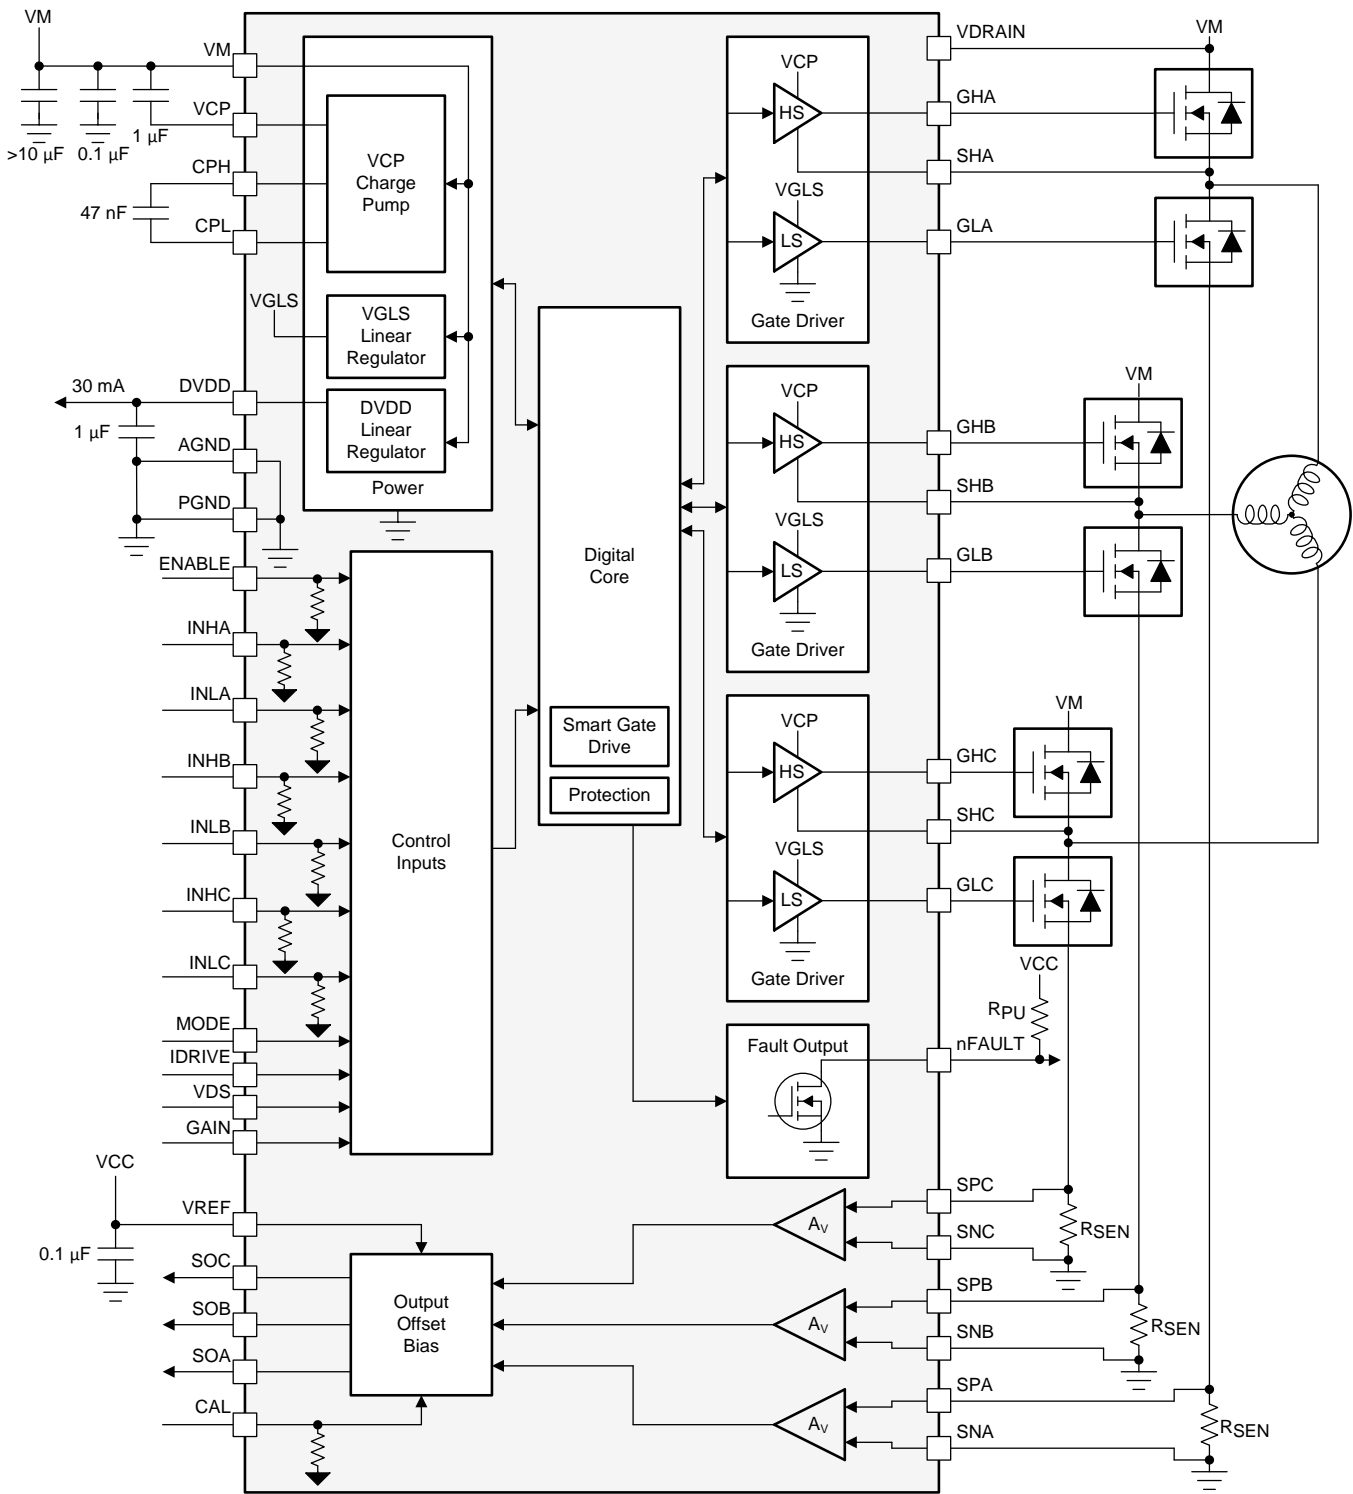 VM
VM
VCP
1 µF
>10 µF
0.1 µF
CPH
47 nF
CPL
VCP
Charge
Pump
VGLS
VGLS
Linear
Regulator
30 mA
DVDD
1 µF
DVDD
Linear
Regulator
AGND
PGND
Power
ENABLE
INHA
INLA
INHB
INLB
INHC
INLC
MODE
IDRIVE
VDS
GAIN
Control
Inputs
Digital
Core
Smart Gate
Drive
Protection
VCP
HS
VGLS
LS
Gate Driver
VCP
HS
VGLS
LS
Gate Driver
VCP
HS
VGLS
LS
Gate Driver
Fault Output
VDRAIN
VM
GHA
SHA
GLA
VM
GHB
SHB
GLB
VM
GHC
SHC
GLC
VCC
RPU
nFAULT
VCC
VREF
0.1 µF
SOC
SOB
SOA
CAL
Output
Offset
Bias
AV
AV
AV
SPC
SNC
RSEN
SPB
SNB
RSEN
SPA
SNA
RSEN